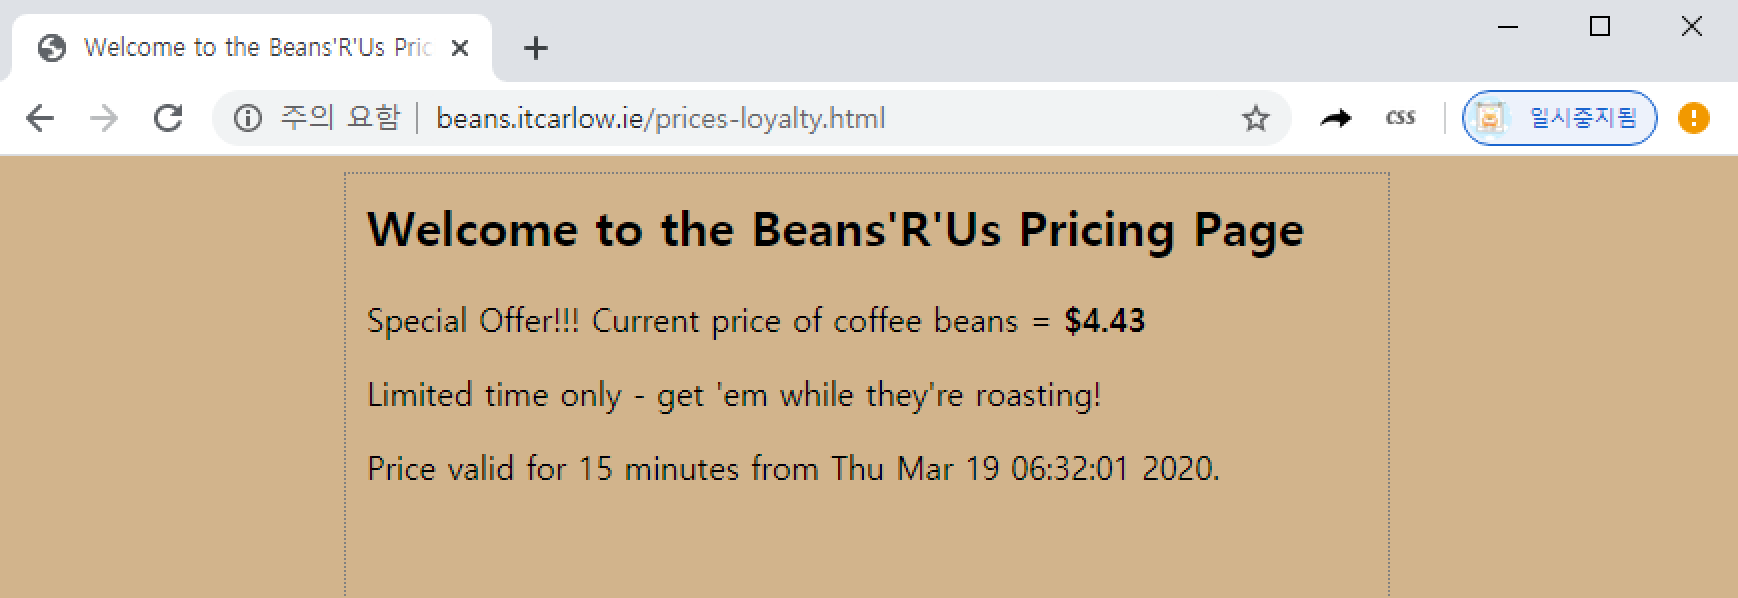 Welcome to the Beans'R'Us Pric
주의 요함 beans.itcarlow.ie/prices-loyalty.html css 일시중지됨
Welcome to the Beans'R'Us Pricing Page
Special Offer!!! Current price of coffee beans = $4.43
Limited time only - get 'em while they're roasting!
Price valid for 15 minutes from Thu Mar 19 06:32:01 2020.